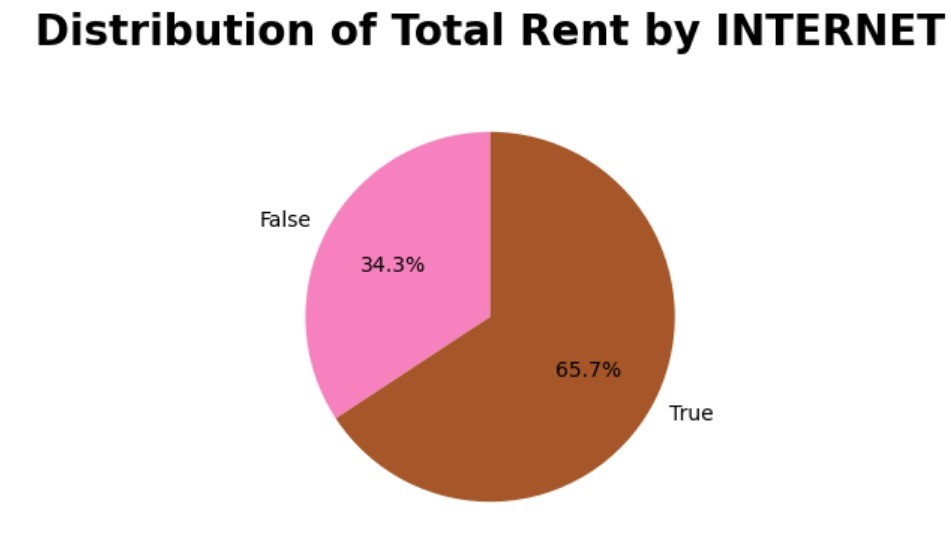 Distribution of Total Rent by INTERNET
False
34.3%
65.7%
True